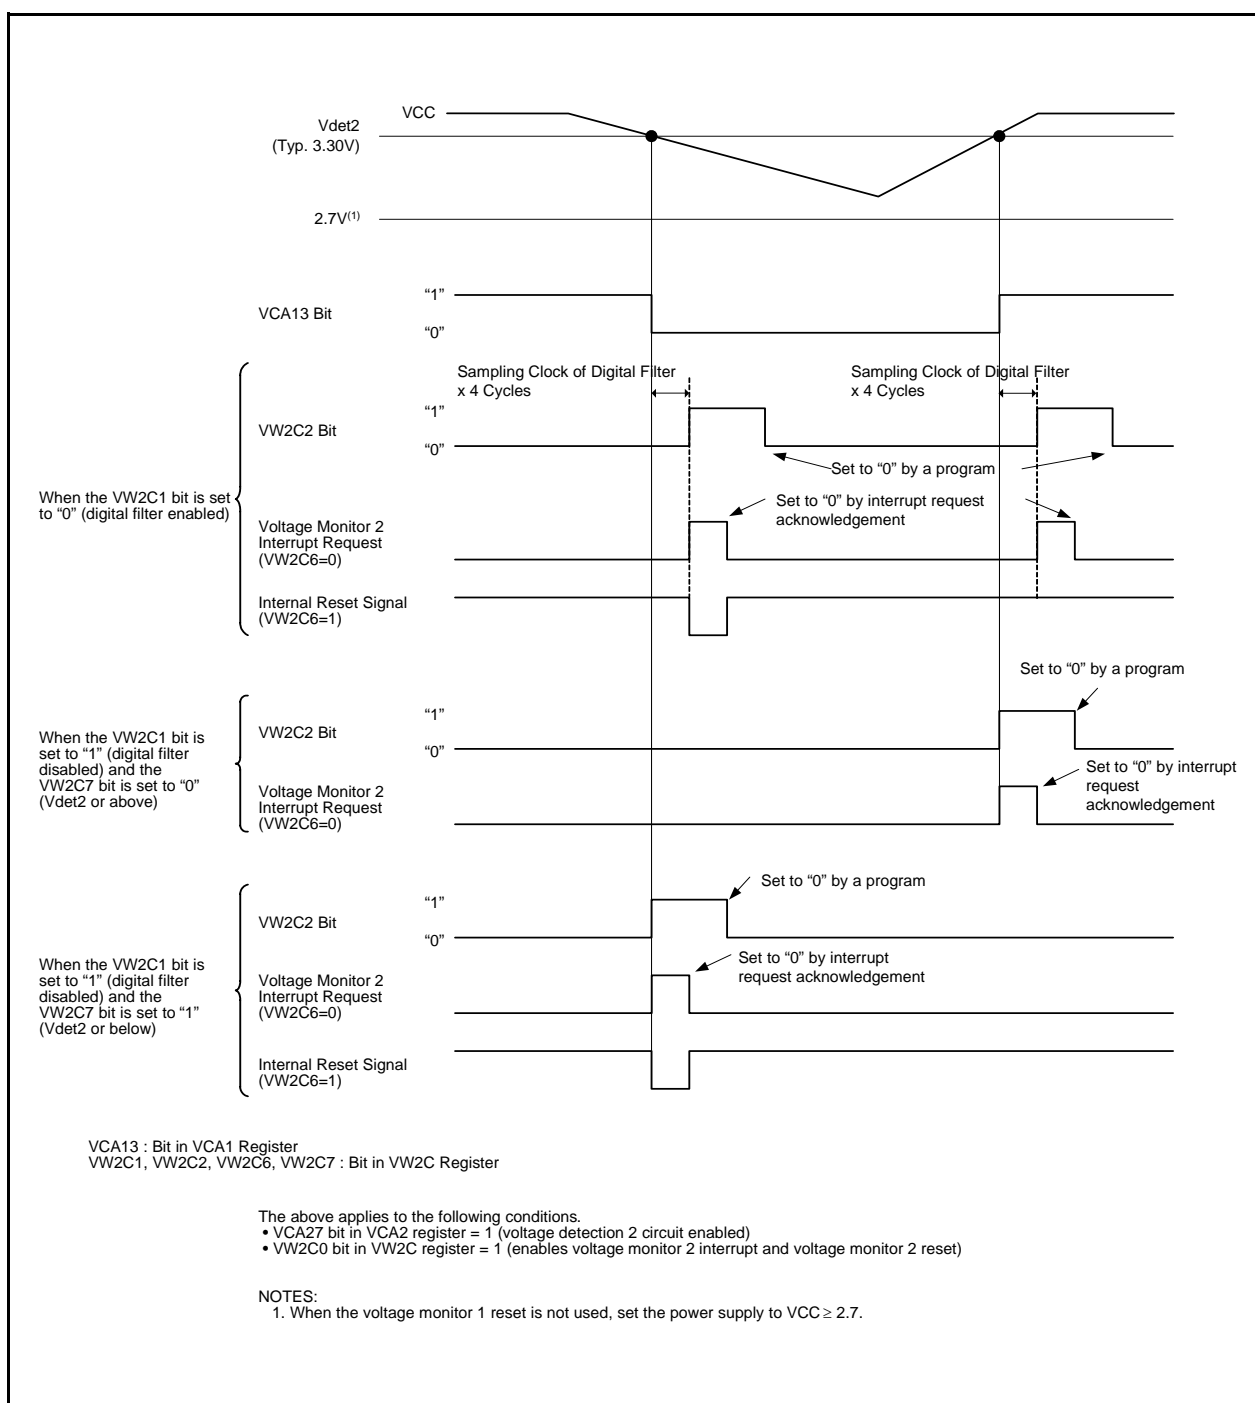 VCC
Vdet2
(Typ. 3.30V)
2.7V(1)
“1”
VCA13 Bit
“0”
Sampling Clock of Digital Filter
x 4 Cycles
Sampling Clock of Digital Filter
x 4 Cycles
“1”
VW2C2 Bit
“0”
Set to “0” by a program
When the VW2C1 bit is set
to “0” (digital filter enabled)
Set to “0” by interrupt request
acknowledgement
Voltage Monitor 2
Interrupt Request
(VW2C6=0)
Internal Reset Signal
(VW2C6=1)
Set to “0” by a program
“1”
VW2C2 Bit
“0”
When the VW2C1 bit is
set to “1” (digital filter
disabled) and the
VW2C7 bit is set to “0”
(Vdet2 or above)
Set to “0” by interrupt
request
acknowledgement
Voltage Monitor 2
Interrupt Request
(VW2C6=0)
Set to “0” by a program
“1”
VW2C2 Bit
“0”
Set to “0” by interrupt
request acknowledgement
When the VW2C1 bit is
set to “1” (digital filter
disabled) and the
VW2C7 bit is set to “1”
(Vdet2 or below)
Voltage Monitor 2
Interrupt Request
(VW2C6=0)
Internal Reset Signal
(VW2C6=1)
VCA13 : Bit in VCA1 Register
VW2C1, VW2C2, VW2C6, VW2C7 : Bit in VW2C Register
The above applies to the following conditions.
• VCA27 bit in VCA2 register = 1 (voltage detection 2 circuit enabled)
• VW2C0 bit in VW2C register = 1 (enables voltage monitor 2 interrupt and voltage monitor 2 reset)
NOTES:
1. When the voltage monitor 1 reset is not used, set the power supply to VCC ≥ 2.7.